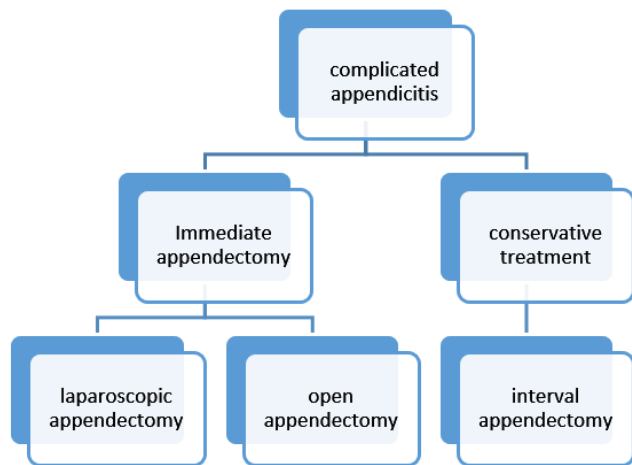 complicated
appendicitis
Immediate
appendectomy
conservative
treatment
laparoscopic
appendectomy
open
appendectomy
interval
appendectomy